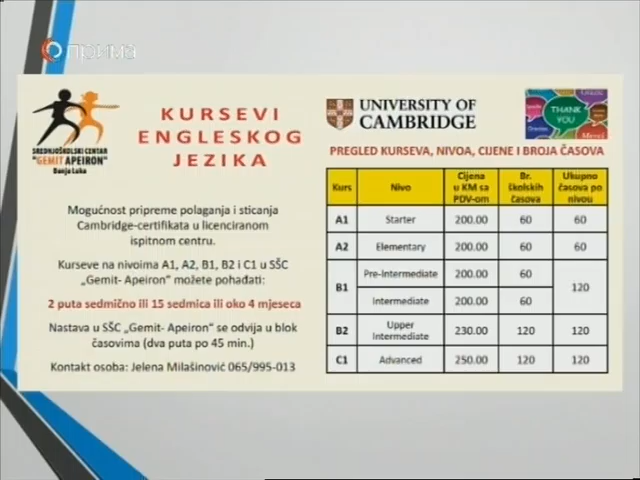 прима
SREDNJOŠKOLSKI CENTAR
"GEMIT APEIRON"
Banja Luka
KURSEVI
ENGLESKOG
JEZIKA
Mogućnost pripreme polaganja i sticanja
Cambridge-certifikata u licenciranom
ispitnom centru.
Kurseve na nivoima A1, A2, B1, B2 i C1 u SŠC
„Gemit- Apeiron" možete pohađati:
2 puta sedmično ili 15 sedmica ili oko 4 mjeseca
Nastava u SŠC „Gemit- Apeiron" se odvija u blok
časovima (dva puta po 45 min.)
Kontakt osoba: Jelena Milašinović 065/995-013
UNIVERSITY OF
CAMBRIDGE
THANK
YOU
Merci
PREGLED KURSEVA, NIVOA, CIJENE I BROJA ČASOVA
Kurs Nivo Cijena u KM sa PDV-om Br. školskih časova Ukupno časova po nivou
A1 Starter 200.00 60 60
A2 Elementary 200.00 60 60
B1 Pre-Intermediate 200.00 60 120
Intermediate 200.00 60
B2 Upper Intermediate 230.00 120 120
C1 Advanced 250.00 120 120